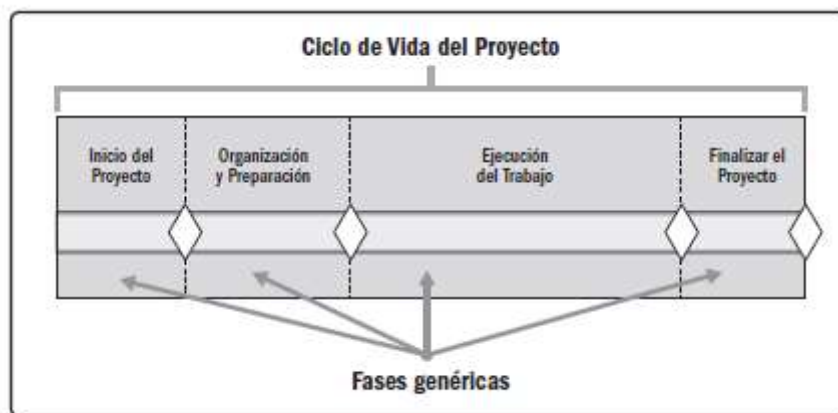 Ciclo de Vida del Proyecto
Inicio del
Proyecto
Organización
y Preparación
Ejecución
del Trabajo
Finalizar el
Proyecto
Fases genéricas